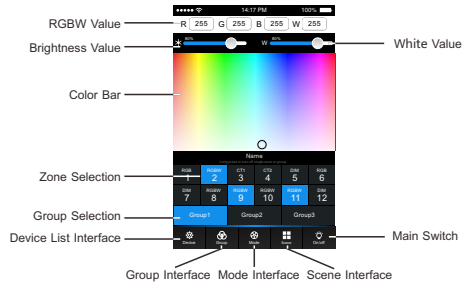 14:17 PM 100%
RGBW Value R 255 G 255 B 255 W 255
Brightness Value 80% W 80% White Value
Color Bar
Name
Zone Selection
RGB 1 RGBW 2 CT1 3 CT2 4 DIM 5 RGB 6
DIM 7 RGBW 8 RGBW 9 RGBW 10 RGBW 11 DIM 12
Group Selection Group1 Group2 Group3
Device List Interface Device Group Mode Scene On/off Main Switch
Group Interface Mode Interface Scene Interface